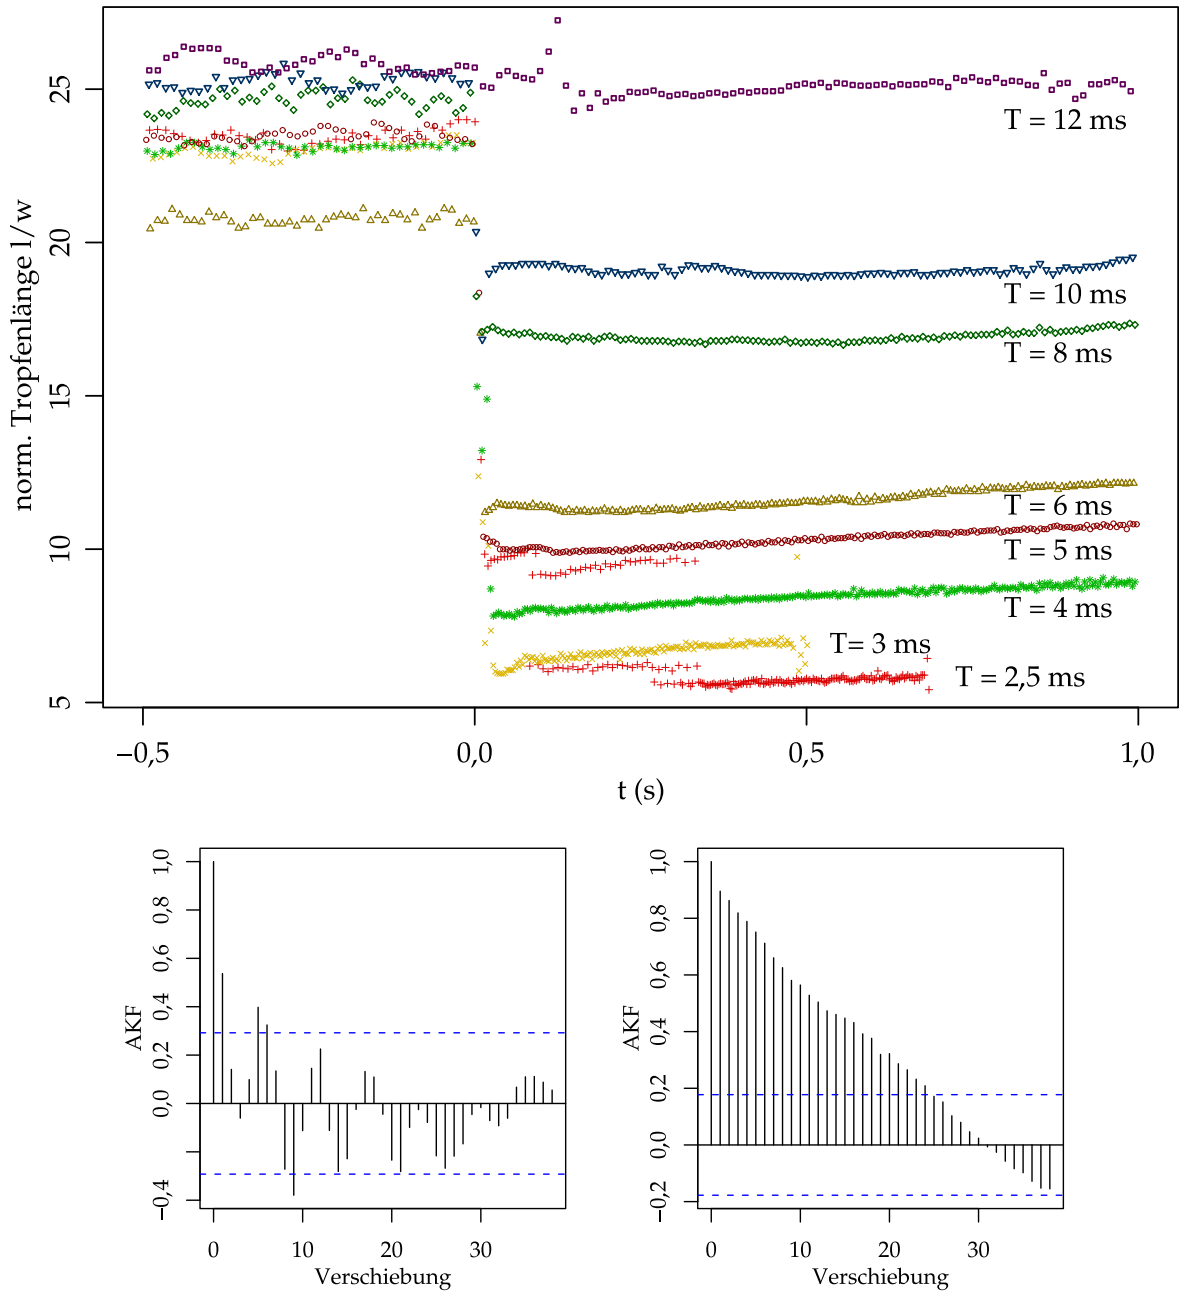 norm. Tropfenlänge l/w
25
20
15
10
5
T = 12 ms
T = 10 ms
T = 8 ms
T = 6 ms
T = 5 ms
T = 4 ms
T= 3 ms
T = 2,5 ms
−0,5 0,0 0,5 1,0
t (s)
AKF
1,0
0,8
0,6
0,4
0,2
0,0
−0,4
0 10 20 30
Verschiebung
AKF
1,0
0,8
0,6
0,4
0,2
0,0
−0,2
0 10 20 30
Verschiebung